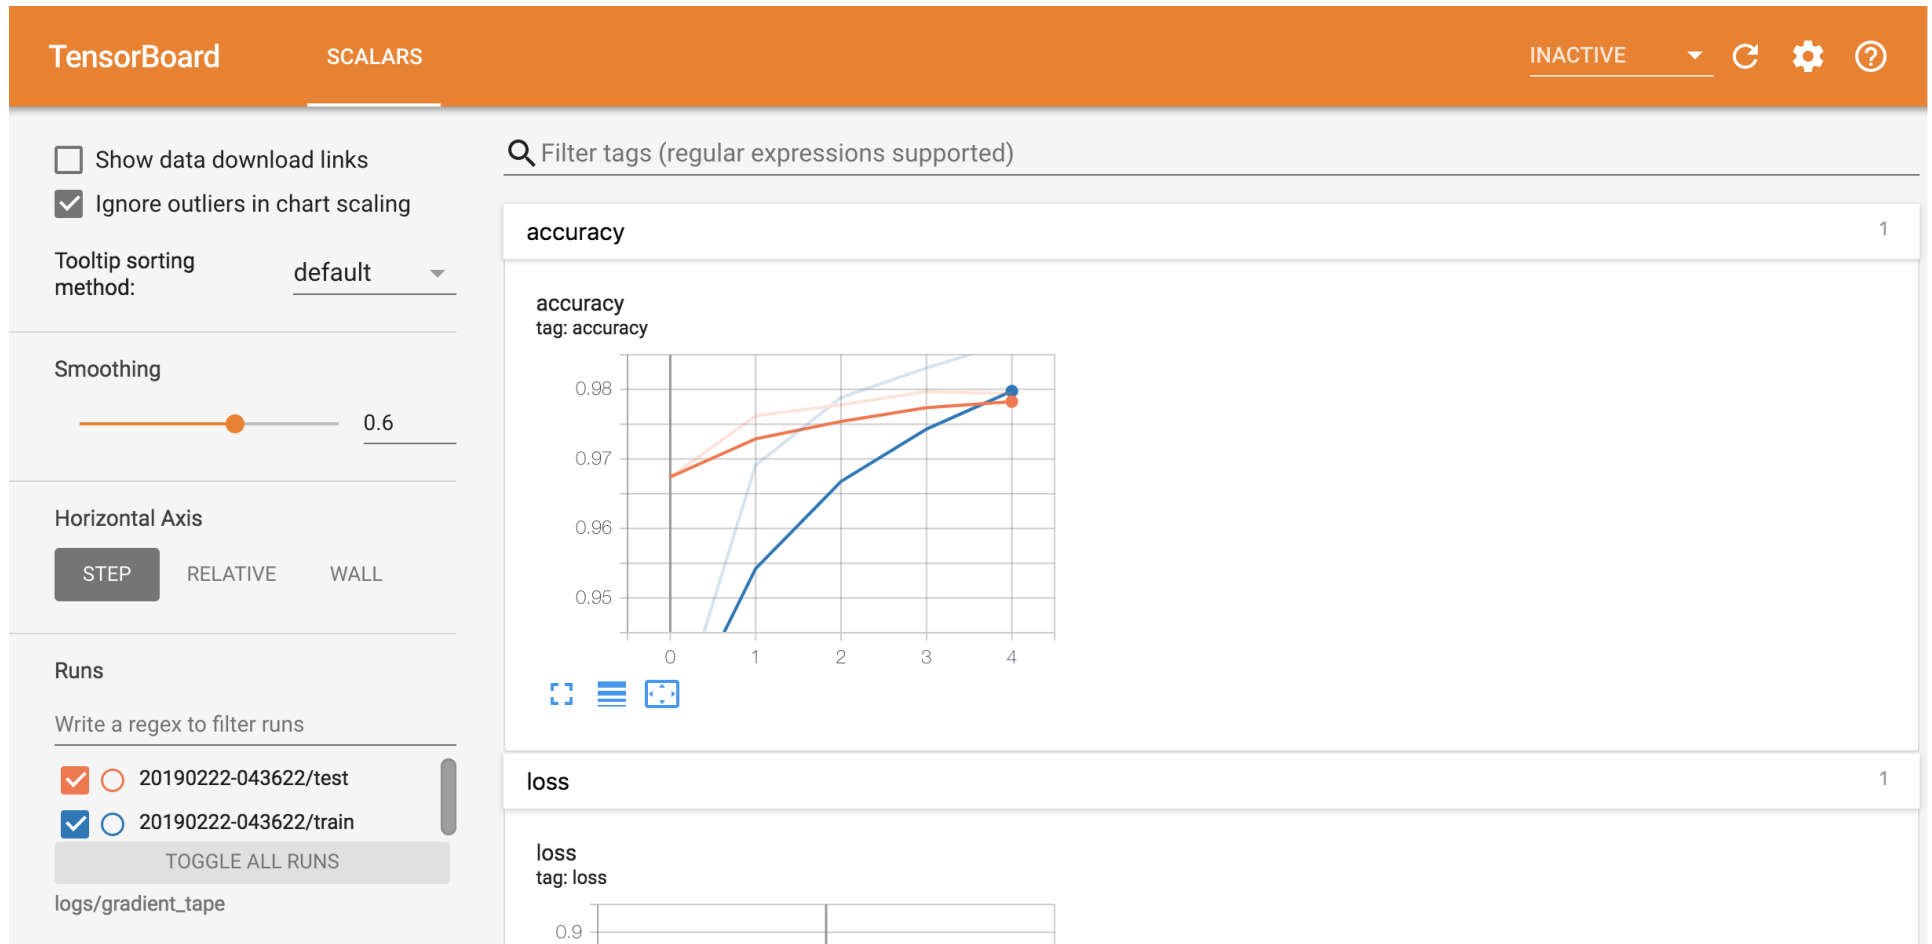 TensorBoard
SCALARS
INACTIVE
Show data download links
Ignore outliers in chart scaling
Tooltip sorting
method:
default
Smoothing
0.6
Horizontal Axis
STEP
RELATIVE
WALL
Runs
Write a regex to filter runs
20190222-043622/test
20190222-043622/train
TOGGLE ALL RUNS
logs/gradient_tape
Filter tags (regular expressions supported)
accuracy
1
accuracy
tag: accuracy
0.98
0.97
0.96
0.95
0 1 2 3 4
loss
1
loss
tag: loss
0.9